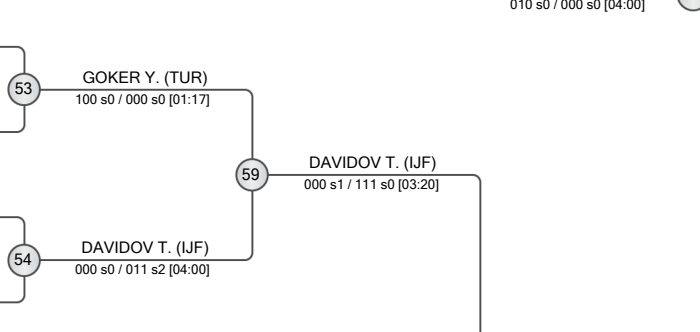 010 s0 / 000 s0 [04:00]
53
GOKER Y. (TUR)
100 s0 / 000 s0 [01:17]
59
DAVIDOV T. (IJF)
000 s1 / 111 s0 [03:20]
54
DAVIDOV T. (IJF)
000 s0 / 011 s2 [04:00]